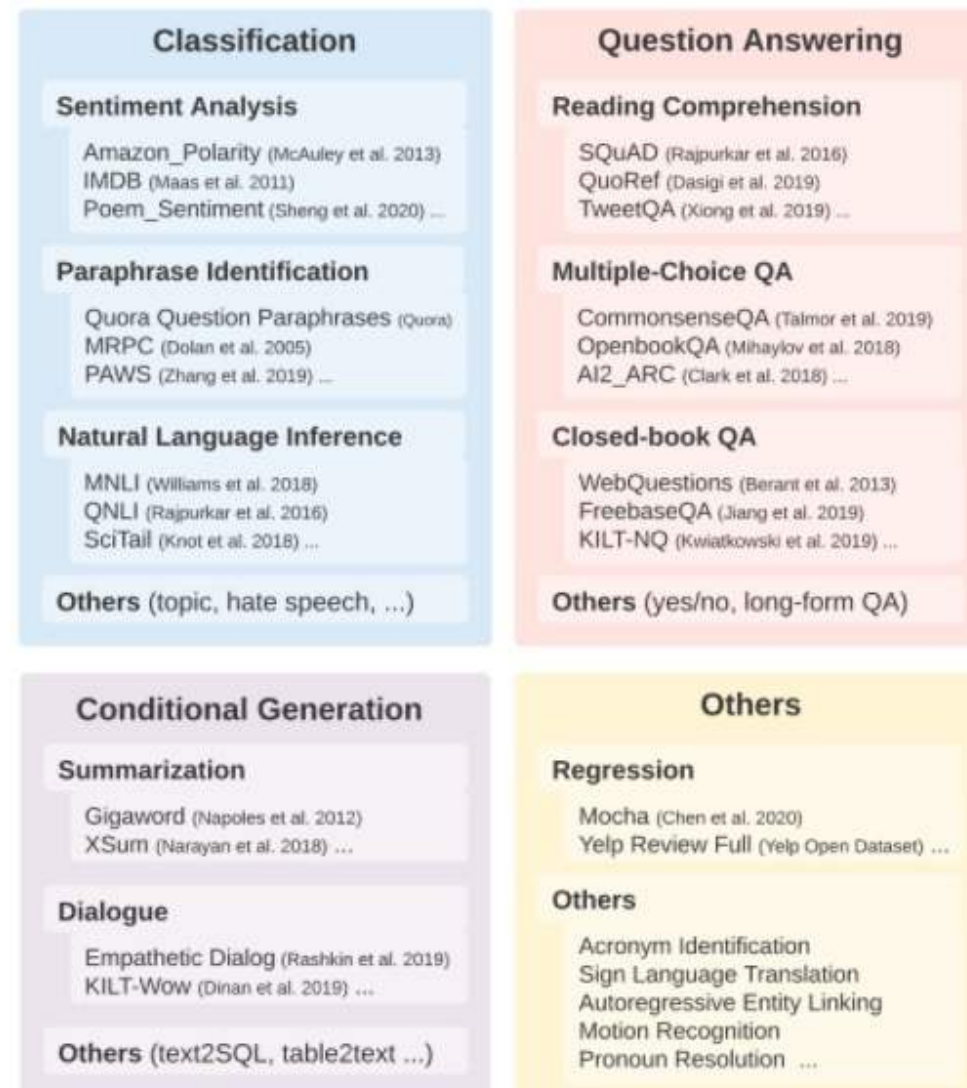 Classification
Sentiment Analysis
Amazon_Polarity (McAuley et al. 2013)
IMDB (Maas et al. 2011)
Poem_Sentiment (Sheng et al. 2020) ...
Paraphrase Identification
Quora Question Paraphrases (Quora)
MRPC (Dolan et al. 2005)
PAWS (Zhang et al. 2019) ...
Natural Language Inference
MNLI (Williams et al. 2018)
QNLI (Rajpurkar et al. 2016)
SciTail (Knot et al. 2018) ...
Others (topic, hate speech, ...)
Question Answering
Reading Comprehension
SQuAD (Rajpurkar et al. 2016)
QuoRef (Dasigi et al. 2019)
TweetQA (Xiong et al. 2019) ...
Multiple-Choice QA
CommonsenseQA (Talmor et al. 2019)
OpenbookQA (Mihaylov et al. 2018)
AI2_ARC (Clark et al. 2018) ...
Closed-book QA
WebQuestions (Berant et al. 2013)
FreebaseQA (Jiang et al. 2019)
KILT-NQ (Kwiatkowski et al. 2019) ...
Others (yes/no, long-form QA)
Conditional Generation
Summarization
Gigaword (Napoles et al. 2012)
XSum (Narayan et al. 2018) ...
Dialogue
Empathetic Dialog (Rashkin et al. 2019)
KILT-Wow (Dinan et al. 2019) ...
Others (text2SQL, table2text ...)
Others
Regression
Mocha (Chen et al. 2020)
Yelp Review Full (Yelp Open Dataset) ...
Others
Acronym Identification
Sign Language Translation
Autoregressive Entity Linking
Motion Recognition
Pronoun Resolution ...